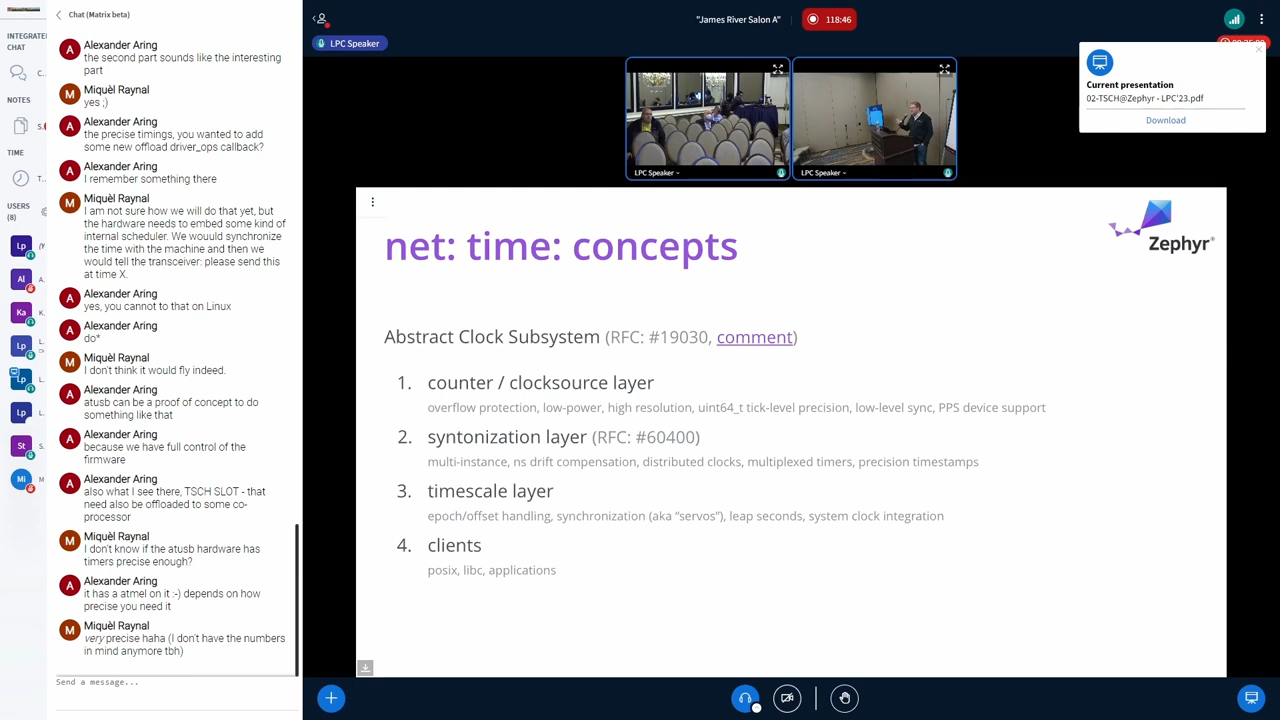 INTEGRATE
CHAT
C..
NOTES
S.
TIME
T..
USERS
(8)
Lp
Al
A.
Ka
K.
Lp
Lp
L.
Lp
L.
St
S.
Mi
M
Chat (Matrix beta)
A Alexander Aring
the second part sounds like the interesting
part
M Miquèl Raynal
yes ;)
A Alexander Aring
the precise timings, you wanted to add
some new offload driver_ops callback?
A Alexander Aring
I remember something there
M Miquèl Raynal
I am not sure how we will do that yet, but
the hardware needs to embed some kind of
internal scheduler. We wouuld synchronize
the time with the machine and then we
would tell the transceiver: please send this
at time X.
A Alexander Aring
yes, you cannot to that on Linux
A Alexander Aring
do*
M Miquèl Raynal
I don't think it would fly indeed.
A Alexander Aring
atusb can be a proof of concept to do
something like that
A Alexander Aring
because we have full control of the
firmware
A Alexander Aring
also what I see there, TSCH SLOT - that
need also be offloaded to some co-
processor
M Miquèl Raynal
I don't know if the atusb hardware has
timers precise enough?
A Alexander Aring
it has a atmel on it :-) depends on how
precise you need it
M Miquèl Raynal
very precise haha (I don't have the numbers
in mind anymore tbh)
Send a message...
"James River Salon A"
118:46
LPC Speaker
LPC Speaker
LPC Speaker
Current presentation
02-TSCH@Zephyr - LPC'23.pdf
Download
Zephyr®
net: time: concepts
Abstract Clock Subsystem (RFC: #19030, comment)
1. counter / clocksource layer
overflow protection, low-power, high resolution, uint64_t tick-level precision, low-level sync, PPS device support
2. syntonization layer (RFC: #60400)
multi-instance, ns drift compensation, distributed clocks, multiplexed timers, precision timestamps
3. timescale layer
epoch/offset handling, synchronization (aka “servos”), leap seconds, system clock integration
4. clients
posix, libc, applications